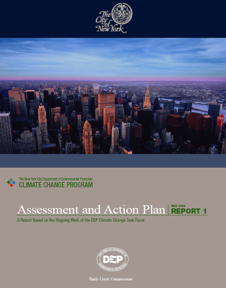 The
City
of
New York
The New York City Department of Environmental Protection
CLIMATE CHANGE PROGRAM
Assessment and Action Plan
REPORT 1
A Report Based on the Ongoing Work of the DEP Climate Change Task Force
DEP